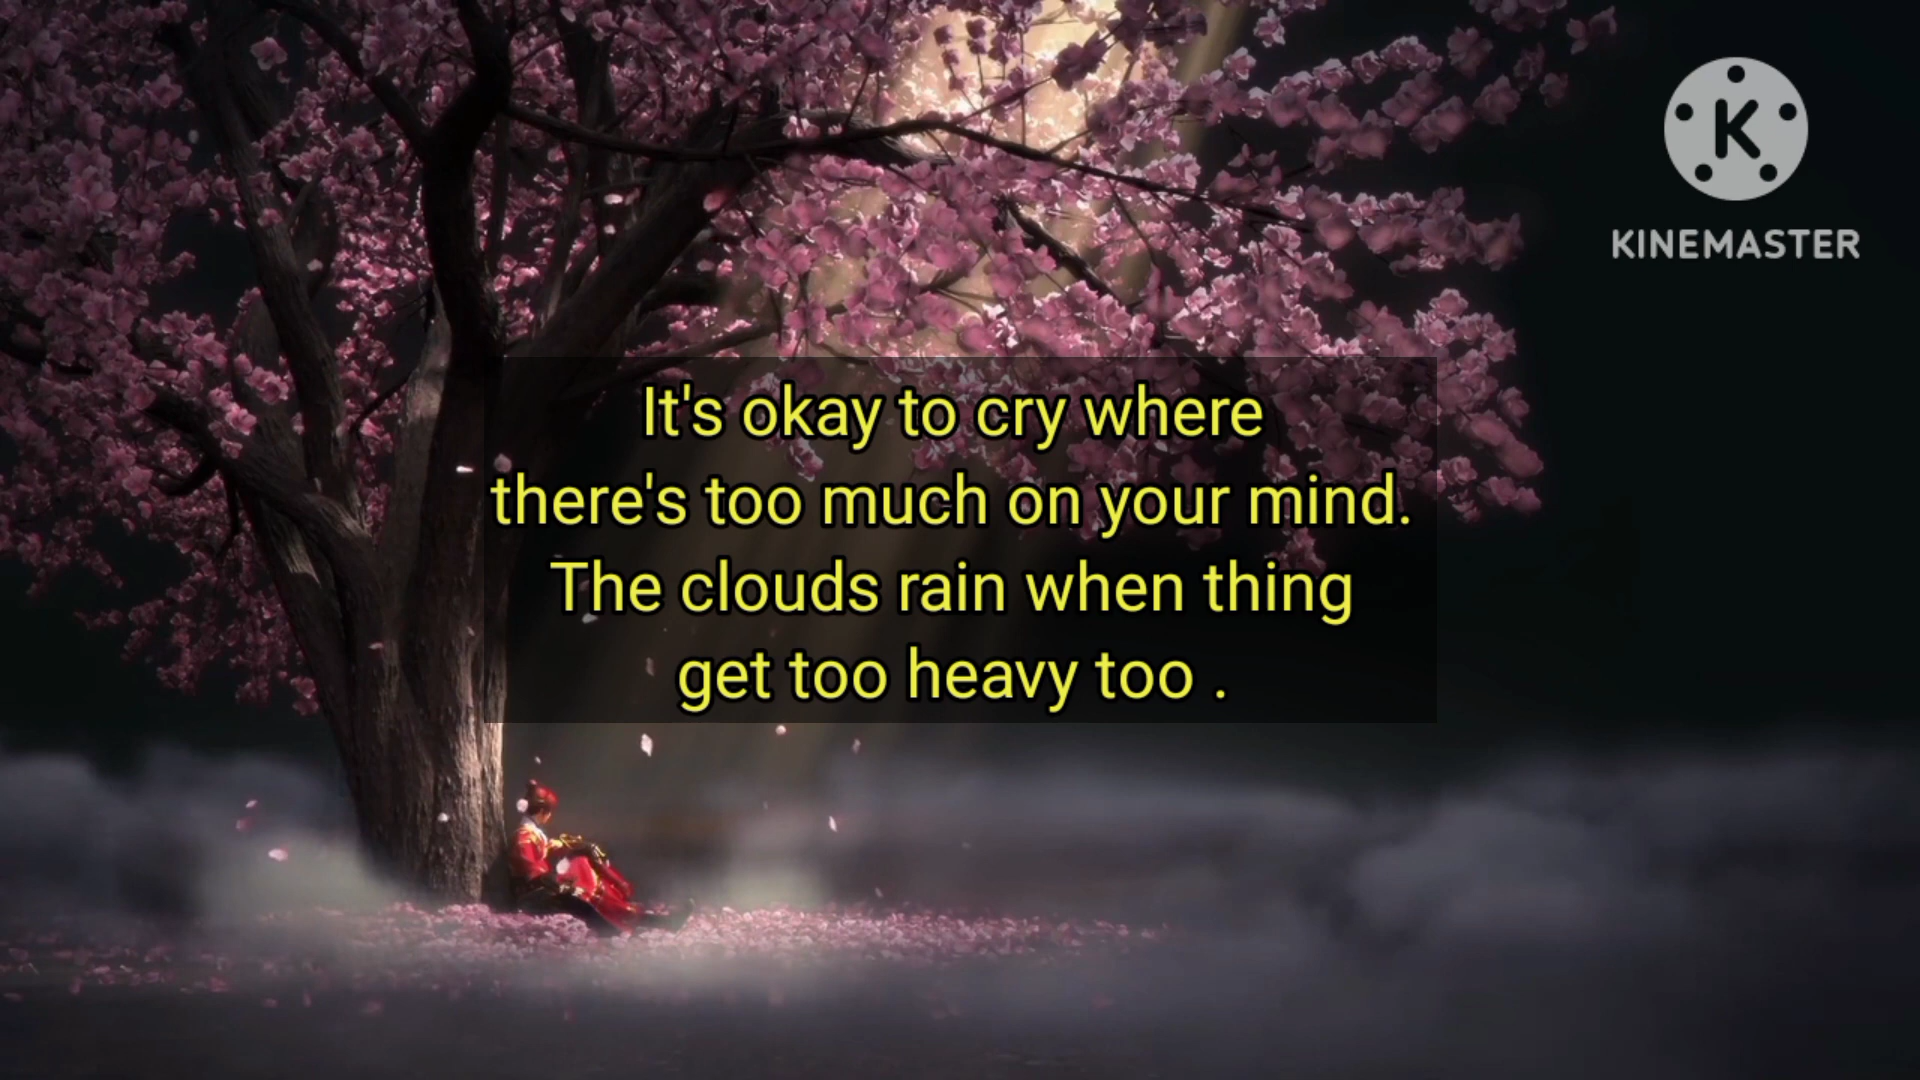 K
KINEMASTER
It's okay to cry where
there's too much on your mind.
The clouds rain when thing
get too heavy too .